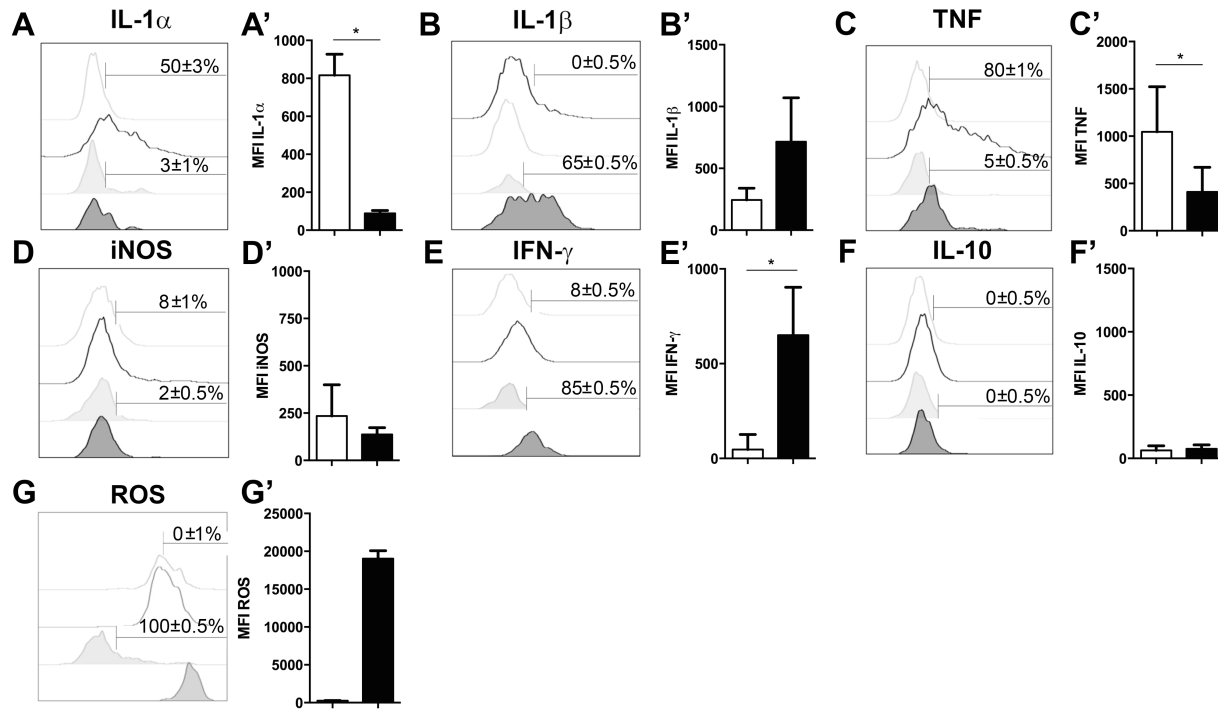 A IL-1α
50±3%
3±1%
A'
*
1000
800
600
400
200
0
MFI IL-1α
B IL-1β
0±0.5%
65±0.5%
B'
1500
1000
500
0
MFI IL-1β
C TNF
80±1%
5±0.5%
C'
*
2000
1500
1000
500
0
MFI TNF
D iNOS
8±1%
2±0.5%
D'
1000
750
500
250
0
MFI iNOS
E IFN-γ
8±0.5%
85±0.5%
E'
*
1000
500
0
MFI IFN-γ
F IL-10
0±0.5%
0±0.5%
F'
1500
1000
500
0
MFI IL-10
G ROS
0±1%
100±0.5%
G'
25000
20000
15000
10000
5000
0
MFI ROS